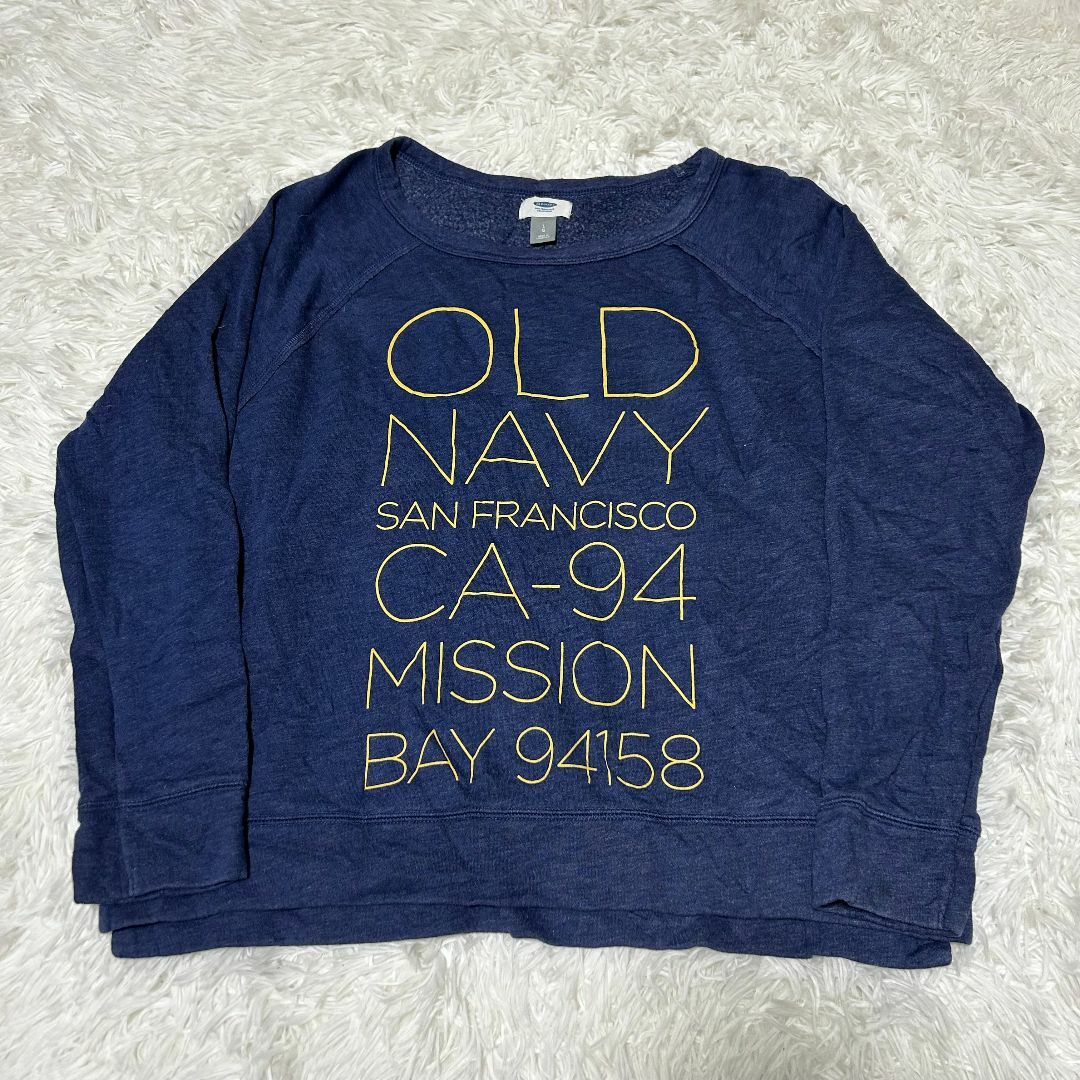 OLD
NAVY
SAN FRANCISCO
CA-94
MISSION
BAY 94158